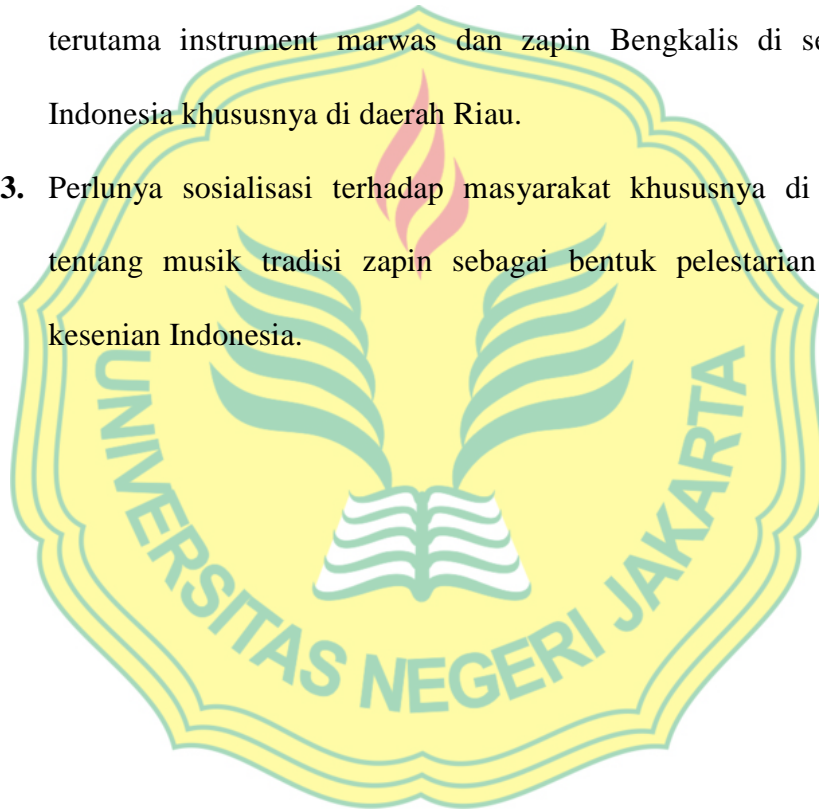 terutama instrument marwas dan zapin Bengkalis di se
Indonesia khususnya di daerah Riau.
3. Perlunya sosialisasi terhadap masyarakat khususnya di
tentang musik tradisi zapin sebagai bentuk pelestarian
kesenian Indonesia.
UNIVERSITAS NEGERI JAKARTA